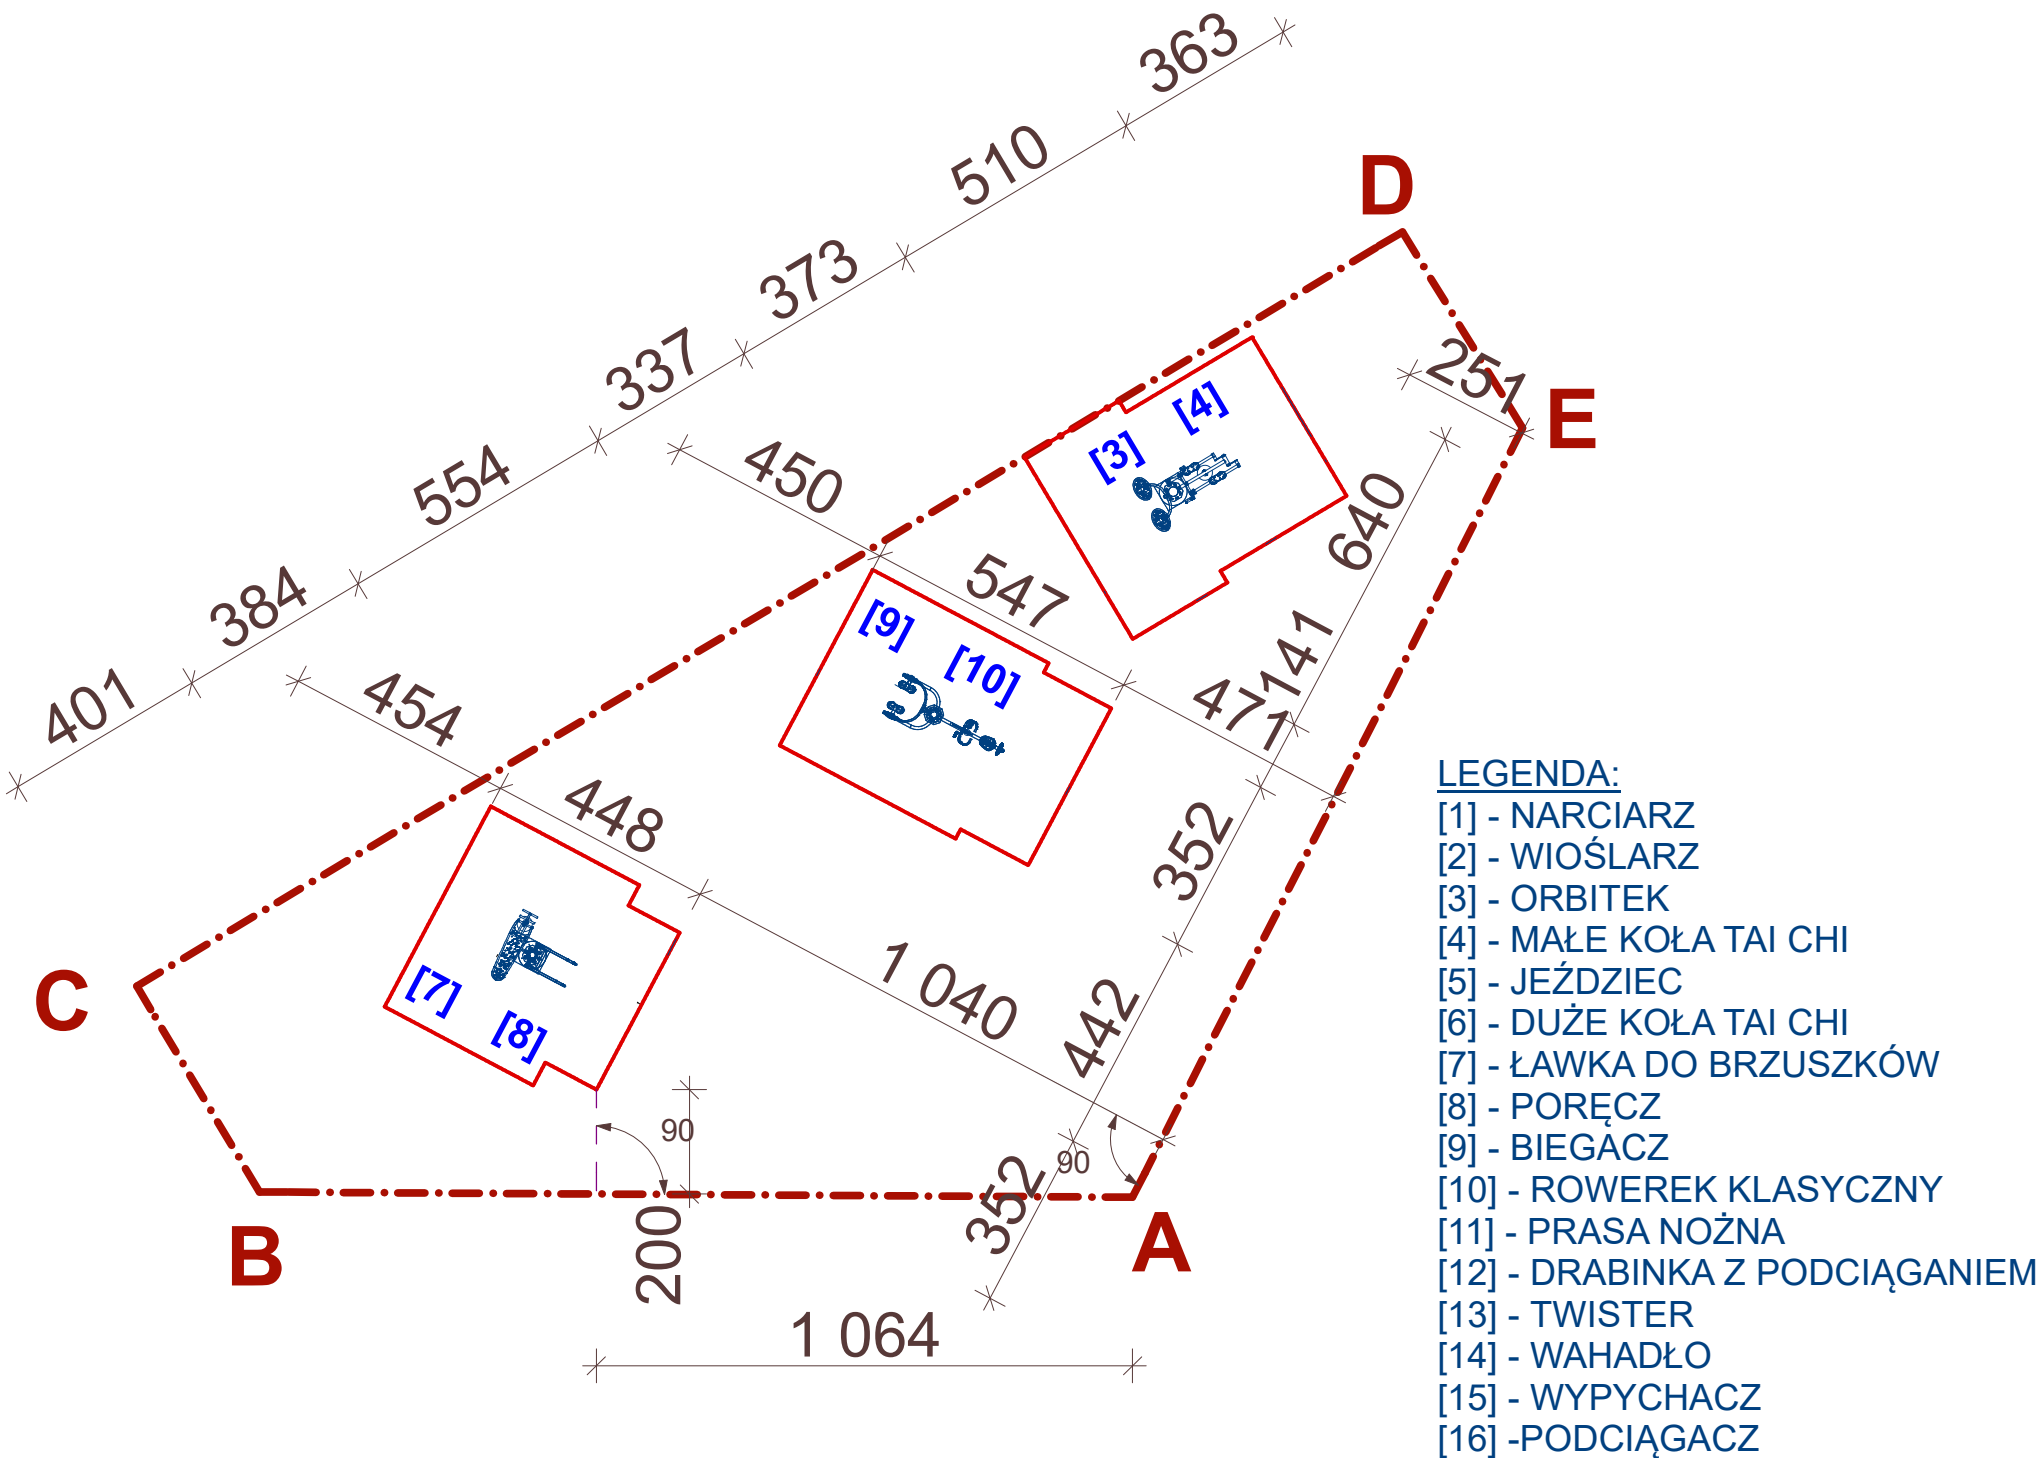 363
510
373
337
554
384
401
D
251
E
450
[4]
[3]
640
547
141
471
[9]
[10]
454
448
352
1 040
442
C
[7]
[8]
90
90
352
200
B
A
1 064
LEGENDA:
[1] - NARCIARZ
[2] - WIOŚLARZ
[3] - ORBITEK
[4] - MAŁE KOŁA TAI CHI
[5] - JEŹDZIEC
[6] - DUŻE KOŁA TAI CHI
[7] - ŁAWKA DO BRZUSZKÓW
[8] - PORĘCZ
[9] - BIEGACZ
[10] - ROWEREK KLASYCZNY
[11] - PRASA NOŻNA
[12] - DRABINKA Z PODCIĄGANIEM
[13] - TWISTER
[14] - WAHADŁO
[15] - WYPYCHACZ
[16] -PODCIĄGACZ